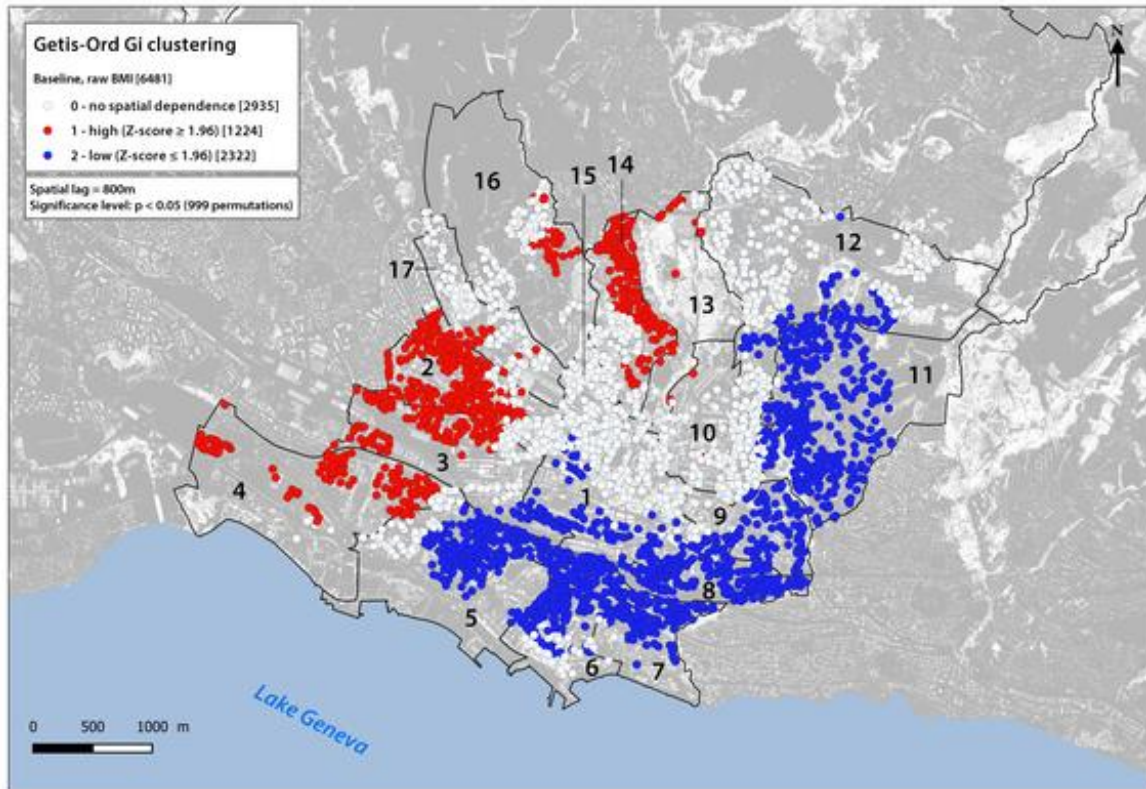 Getis-Ord Gi clustering
Baseline, raw BMI [6481]
0 - no spatial dependence [2935]
1 - high (Z-score ≥ 1.96) [1224]
2 - low (Z-score ≤ 1.96) [2322]
Spatial lag = 800m
Significance level: p < 0.05 (999 permutations)
N
14
15
16
12
17
13
2
11
10
3
4
1
9
8
5
6
7
Lake Geneva
0 500 1000 m